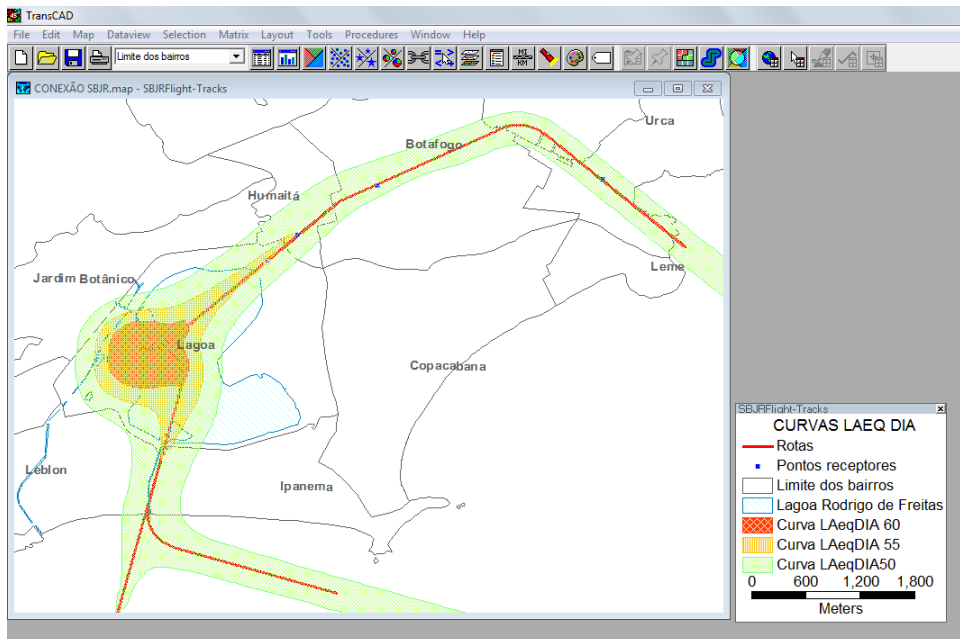 TransCAD
File Edit Map Dataview Selection Matrix Layout Tools Procedures Window Help
Limite dos bairros
CONEXÃO SBJR.map - SBJRFlight-Tracks
Urca
Botafogo
Humaitá
Jardim Botânico
Leme
Lagoa
Copacabana
Leblon
Ipanema
SBJRFlight-Tracks
CURVAS LAEQ DIA
Rotas
Pontos receptores
Limite dos bairros
Lagoa Rodrigo de Freitas
Curva LAeqDIA 60
Curva LAeqDIA 55
Curva LAeqDIA50
0 600 1,200 1,800
Meters